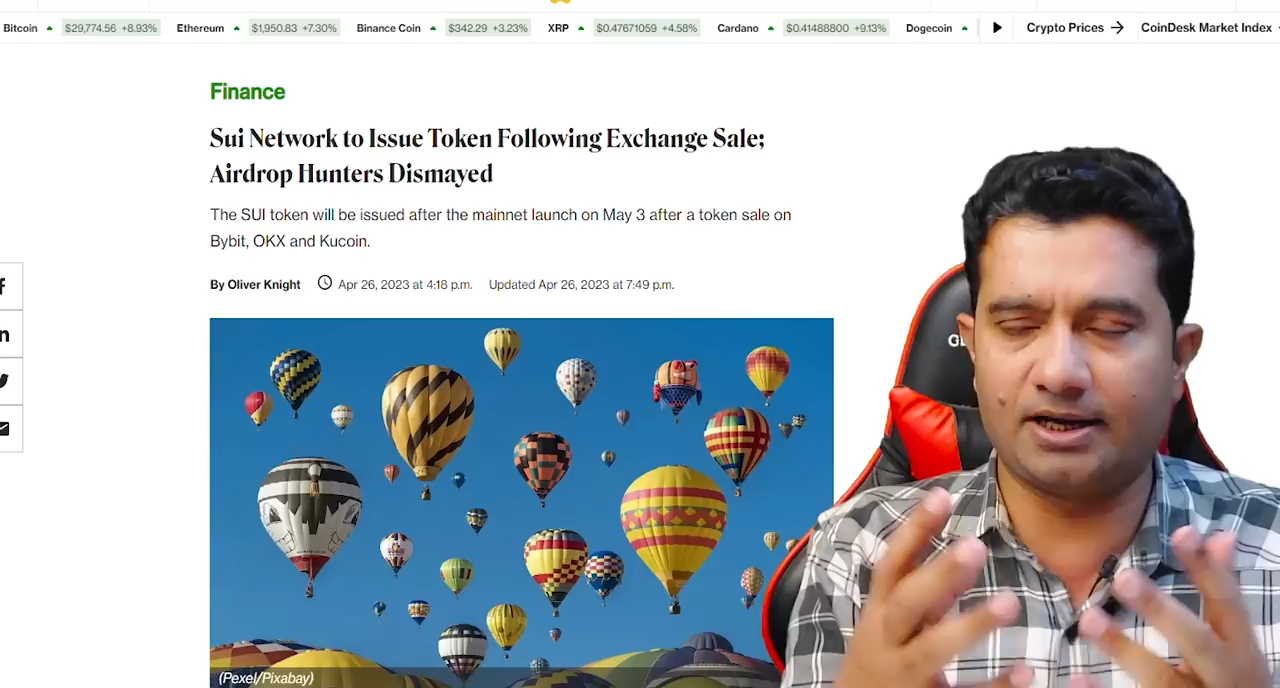 Bitcoin $29,774.56 +8.93% Ethereum $1,950.83 +7.30% Binance Coin $342.29 +3.23% XRP $0.47671059 +4.58% Cardano $0.41488800 +9.13% Dogecoin Crypto Prices → CoinDesk Market Index
Finance
Sui Network to Issue Token Following Exchange Sale;
Airdrop Hunters Dismayed
The SUI token will be issued after the mainnet launch on May 3 after a token sale on
Bybit, OKX and Kucoin.
By Oliver Knight Apr 26, 2023 at 4:18 p.m. Updated Apr 26, 2023 at 7:49 p.m.
(Pexel/Pixabay)